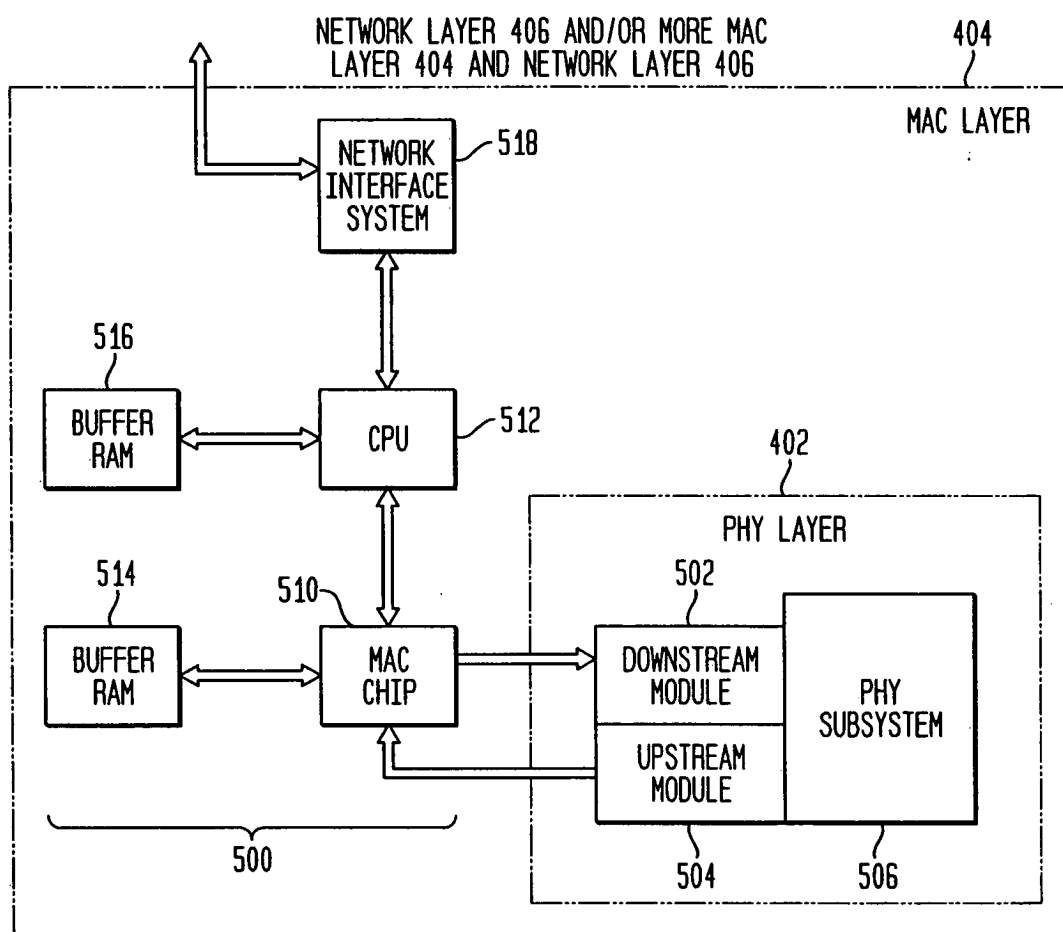 NETWORK LAYER 406 AND/OR MORE MAC
LAYER 404 AND NETWORK LAYER 406
404
MAC LAYER
NETWORK
INTERFACE
SYSTEM
518
516
BUFFER
RAM
CPU
512
402
PHY LAYER
514
BUFFER
RAM
510
MAC
CHIP
502
DOWNSTREAM
MODULE
UPSTREAM
MODULE
PHY
SUBSYSTEM
500
504
506